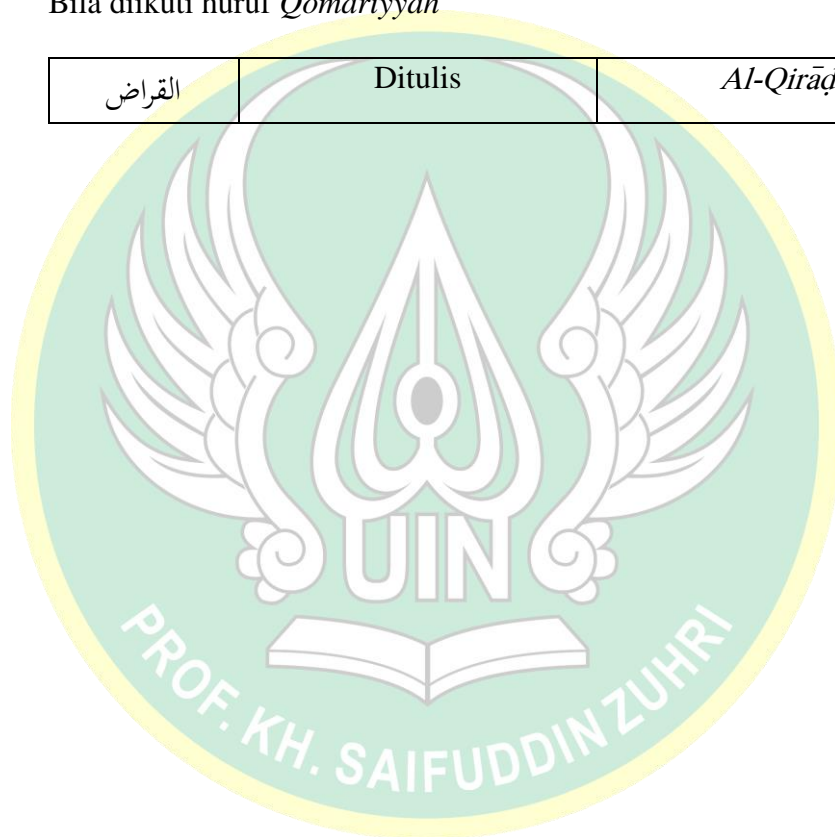 Bila diikuti huruf Qomariyyah
القراض Ditulis Al-Qirāḍ
UIN
PROF. KH. SAIFUDDIN ZUHRI